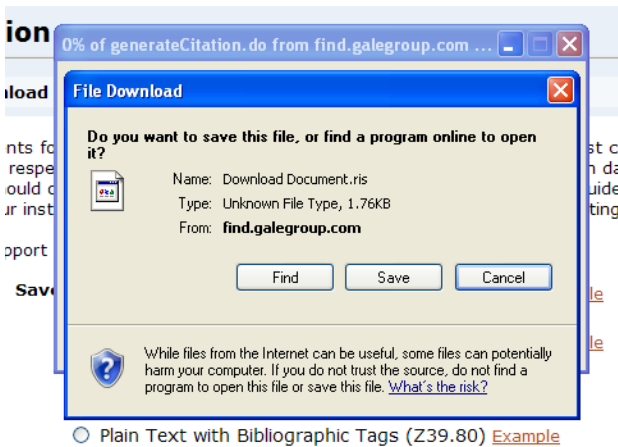 ion
0% of generateCitation.do from find.galegroup.com ...
nload
File Download
Do you want to save this file, or find a program online to open
it?
Name: Download Document.ris
Type: Unknown File Type, 1.76KB
From: find.galegroup.com
Find Save Cancel
Save
While files from the Internet can be useful, some files can potentially
harm your computer. If you do not trust the source, do not find a
program to open this file or save this file. What's the risk?
Plain Text with Bibliographic Tags (Z39.80) Example